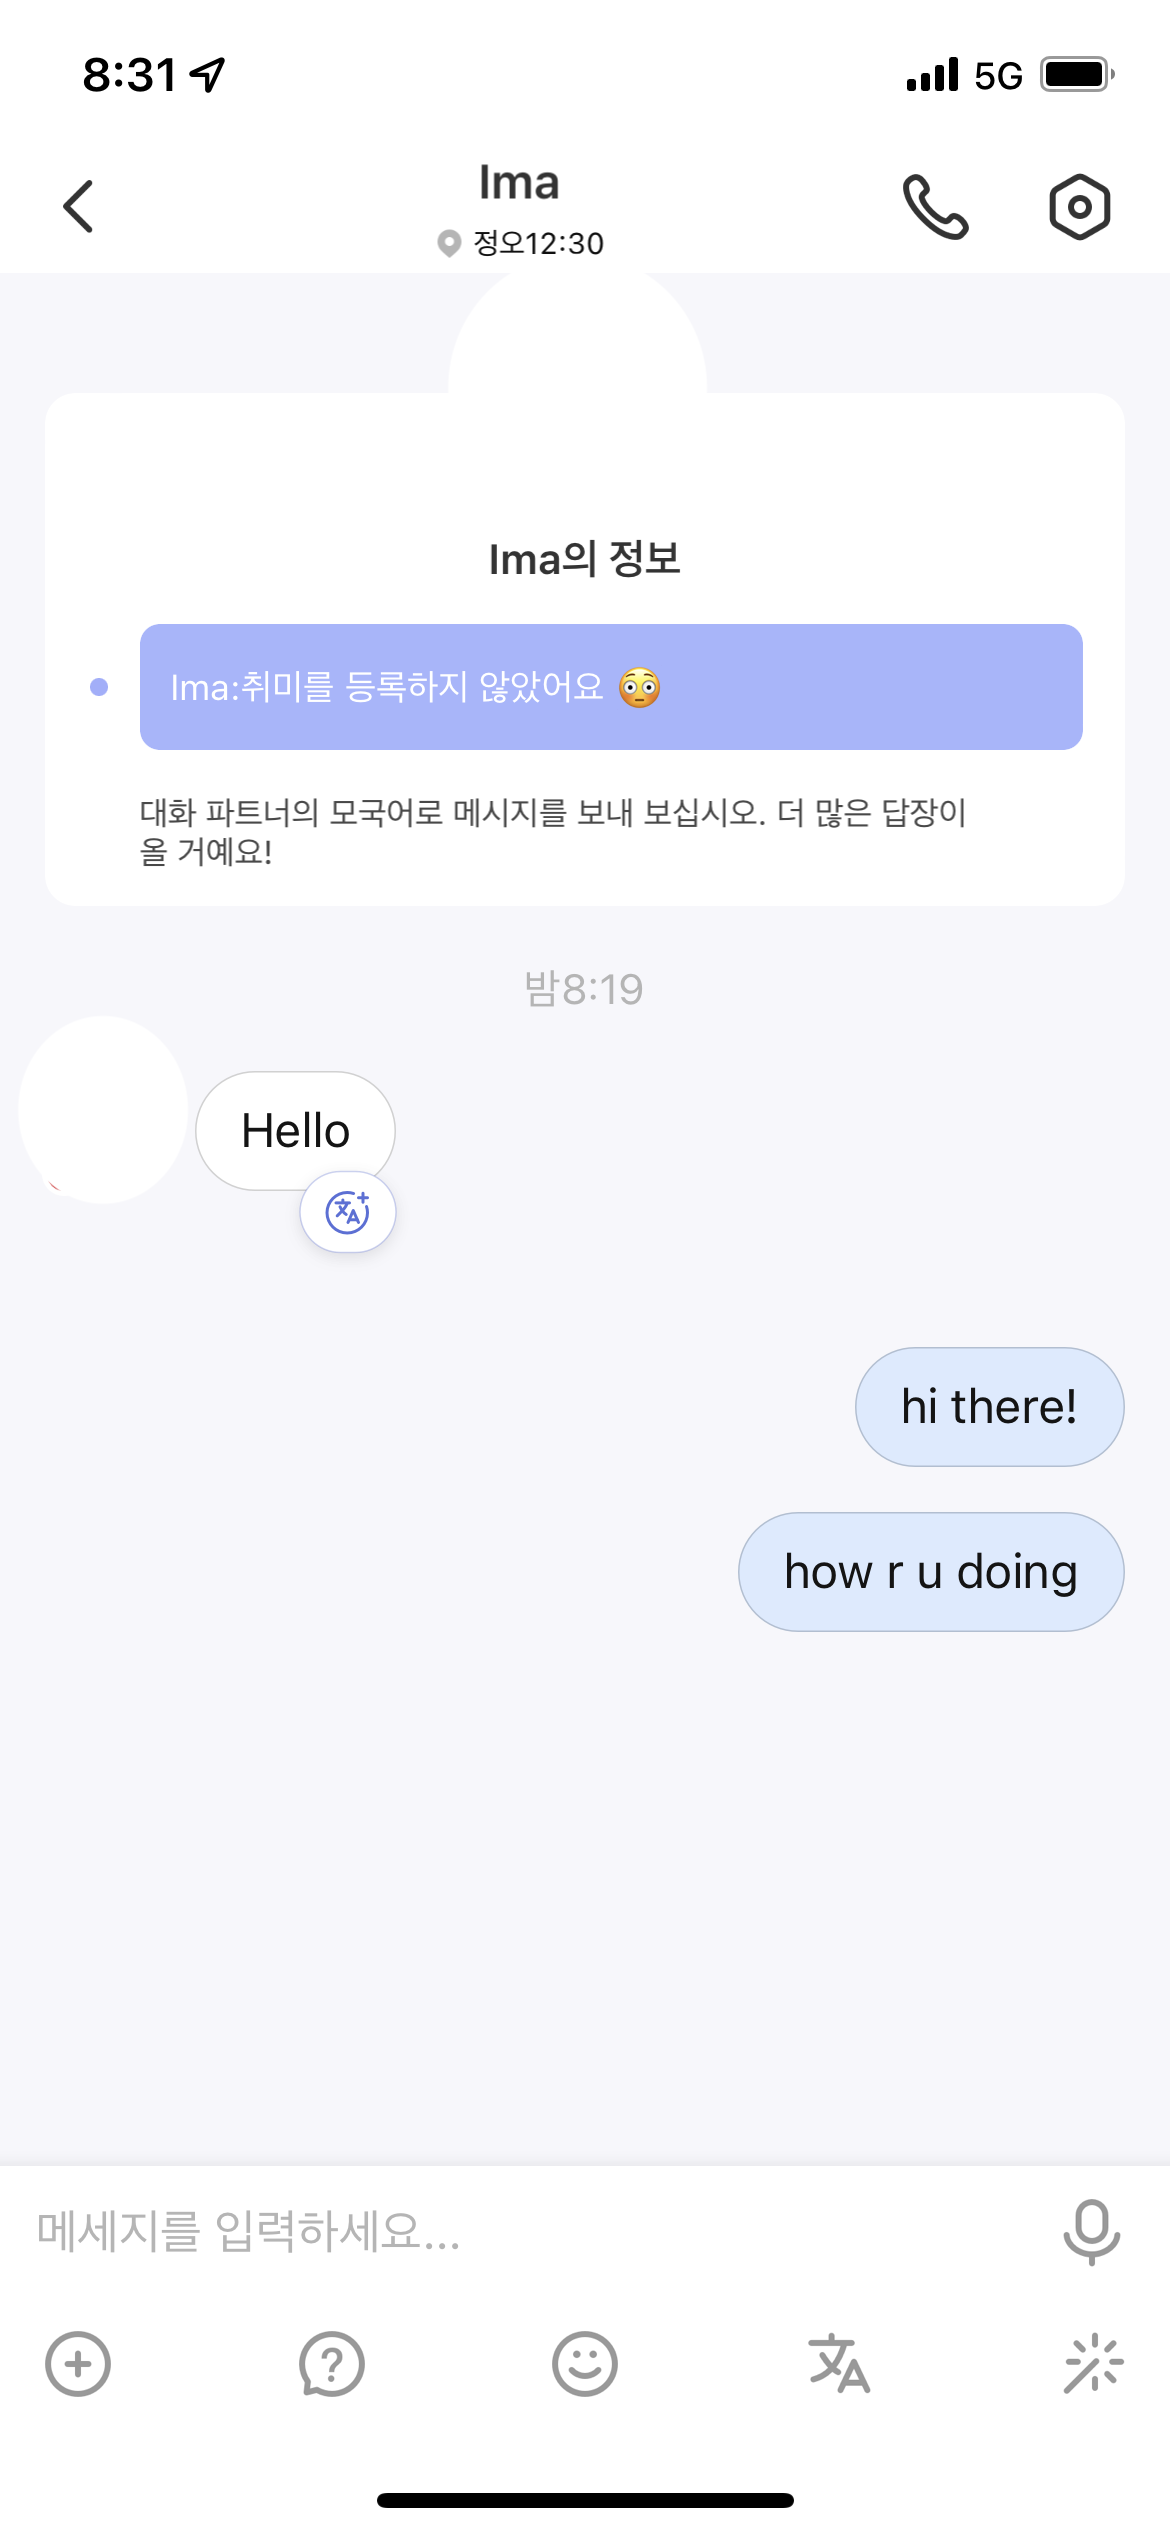 8:31
5G
Ima
정오12:30
Ima의 정보
Ima:취미를 등록하지 않았어요 😳
대화 파트너의 모국어로 메시지를 보내 보십시오. 더 많은 답장이
올 거예요!
밤8:19
Hello
hi there!
how r u doing
메세지를 입력하세요...